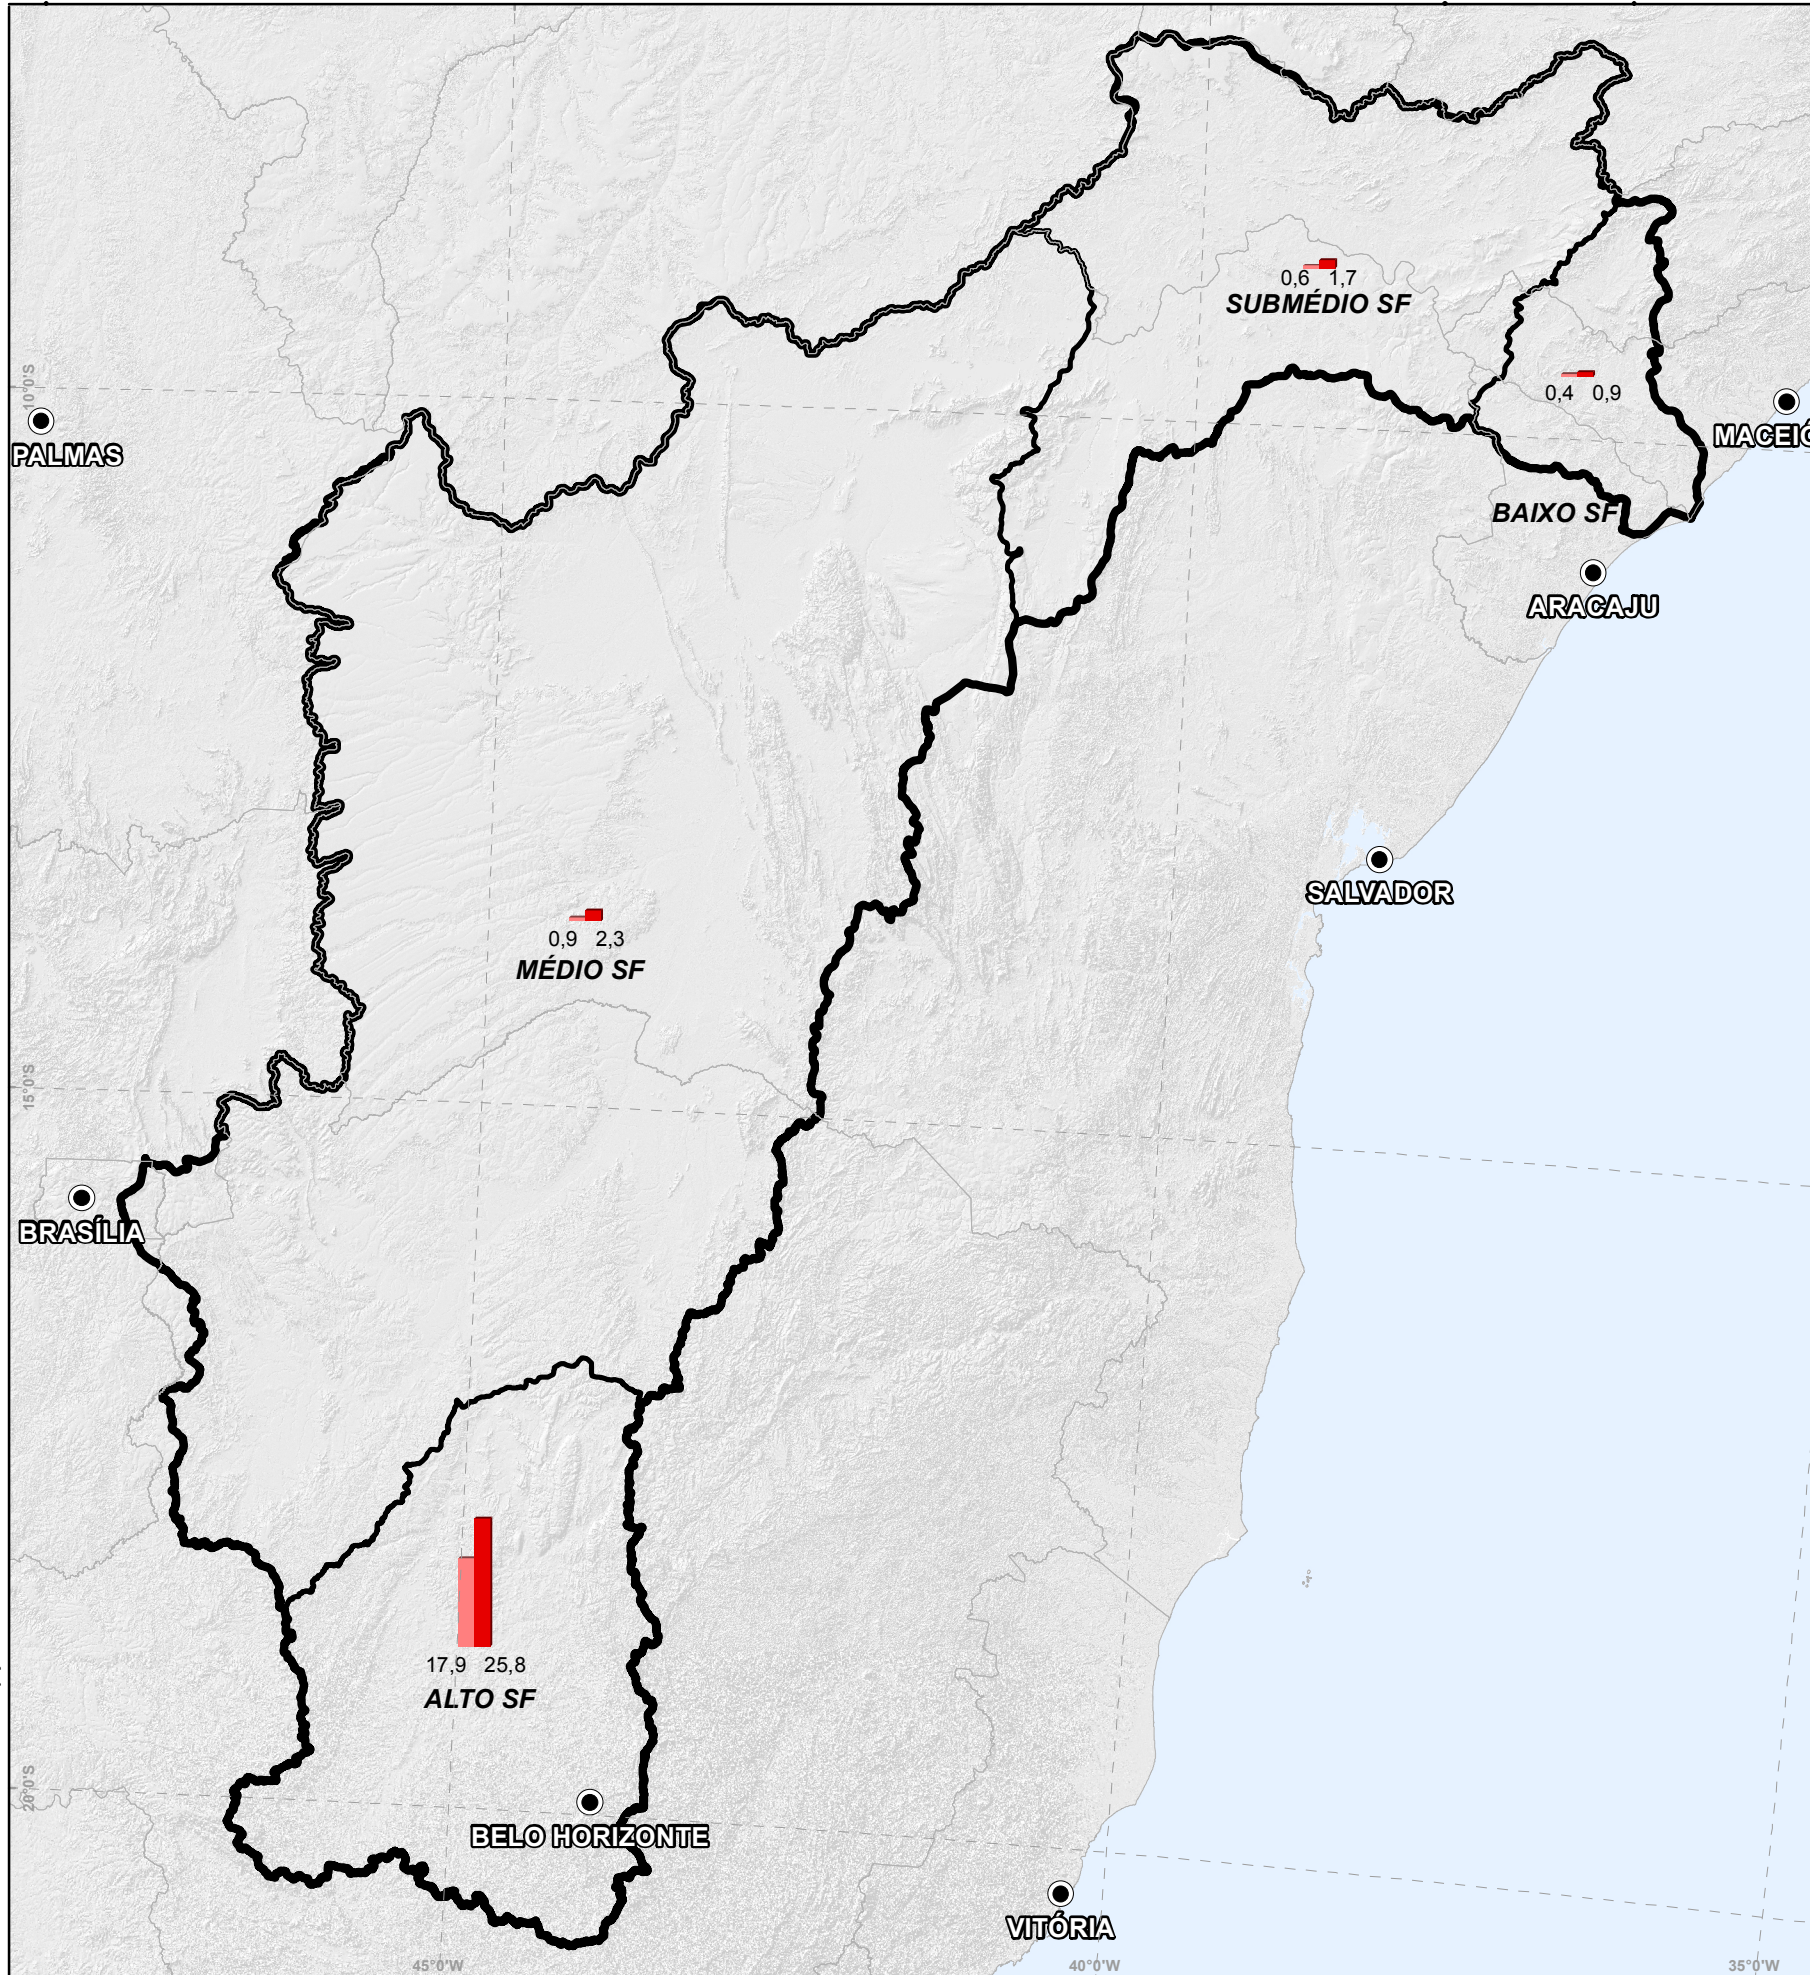 0,6 1,7
SUBMÉDIO SF
10°0'S
0,4 0,9
PALMAS
MACEIÓ
BAIXO SF
ARACAJU
SALVADOR
0,9 2,3
MÉDIO SF
15°0'S
BRASÍLIA
17,9 25,8
ALTO SF
20°0'S
BELO HORIZONTE
VITÓRIA
45°0'W 40°0'W 35°0'W